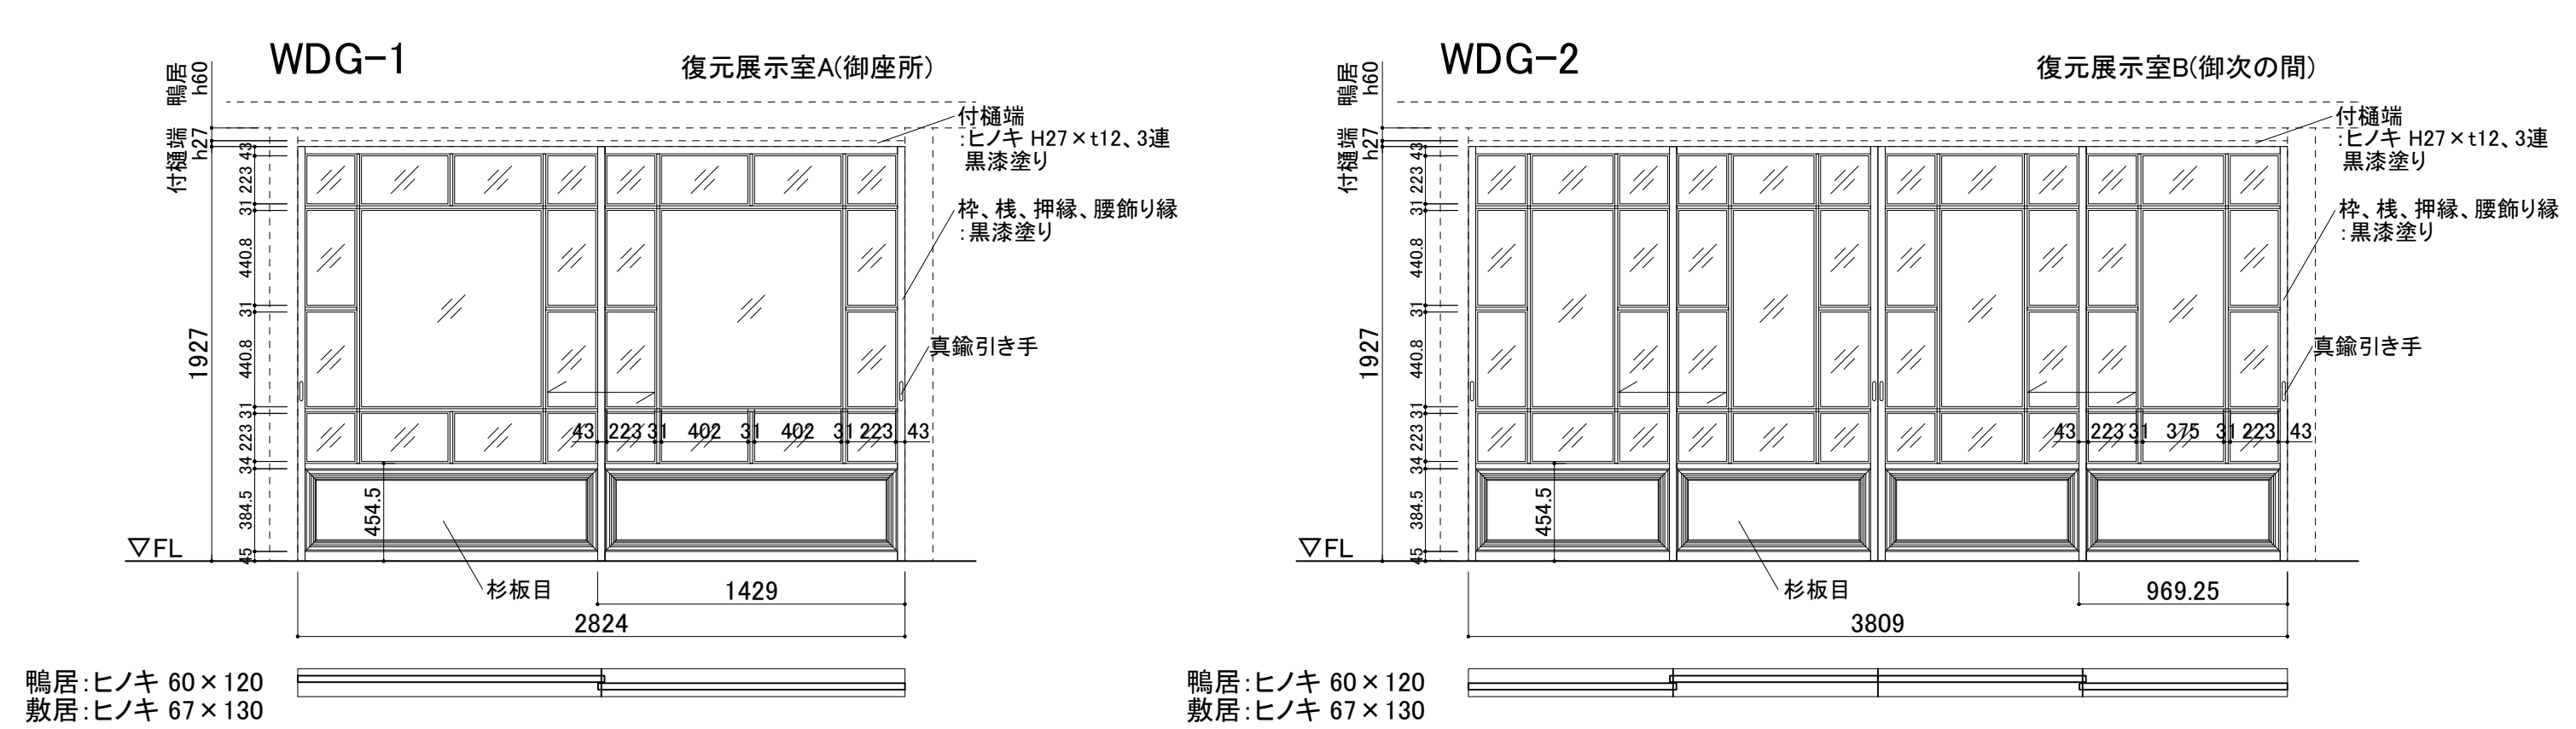 WDG-1
復元展示室A(御座所)
鴨居
h60
付樋端
h27
付樋端
:ヒノキ H27×t12、3連
黒漆塗り
枠、桟、押縁、腰飾り縁
:黒漆塗り
真鍮引き手
1927
43
223
31
440.8
31
440.8
31
223
34
384.5
45
43 223 31 402 31 402 31 223 43
454.5
▽FL
杉板目
1429
2824
鴨居:ヒノキ 60×120
敷居:ヒノキ 67×130
WDG-2
復元展示室B(御次の間)
鴨居
h60
付樋端
h27
付樋端
:ヒノキ H27×t12、3連
黒漆塗り
枠、桟、押縁、腰飾り縁
:黒漆塗り
真鍮引き手
1927
43
223
31
440.8
31
440.8
31
223
34
384.5
45
43 223 31 375 31 223 43
454.5
▽FL
杉板目
969.25
3809
鴨居:ヒノキ 60×120
敷居:ヒノキ 67×130